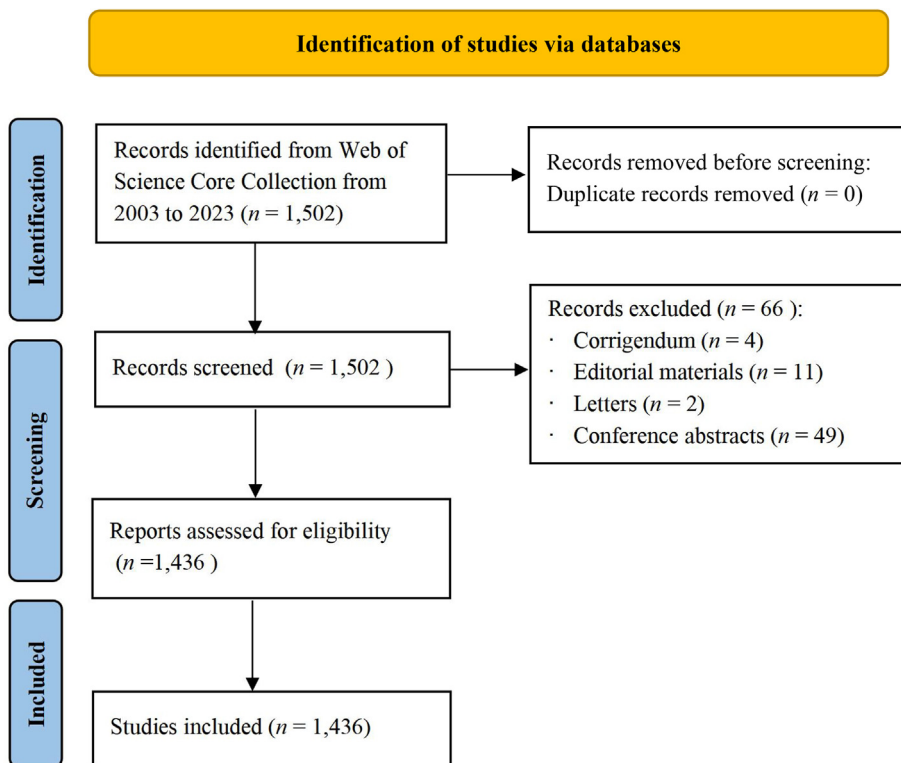 Identification of studies via databases
Identification
Records identified from Web of
Science Core Collection from
2003 to 2023 (n = 1,502)
Records removed before screening:
Duplicate records removed (n = 0)
Screening
Records screened (n = 1,502 )
Records excluded (n = 66 ):
· Corrigendum (n = 4)
· Editorial materials (n = 11)
· Letters (n = 2)
· Conference abstracts (n = 49)
Reports assessed for eligibility
(n =1,436 )
Included
Studies included (n = 1,436)